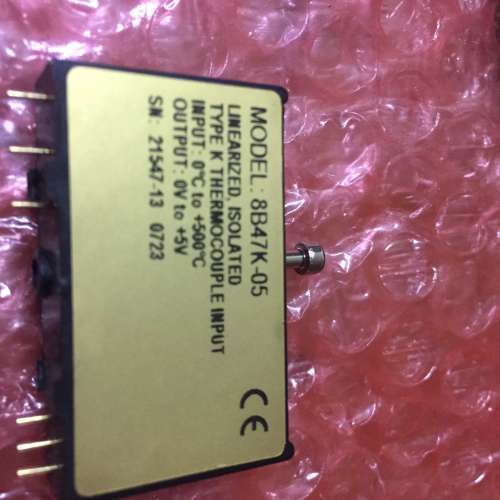 MODEL: 8B47K-05
LINEARIZED, ISOLATED
TYPE K THERMOCOUPLE INPUT
INPUT: 0°C to +500°C
OUTPUT: 0V to +5V
SN: 21547-13 0723
CE